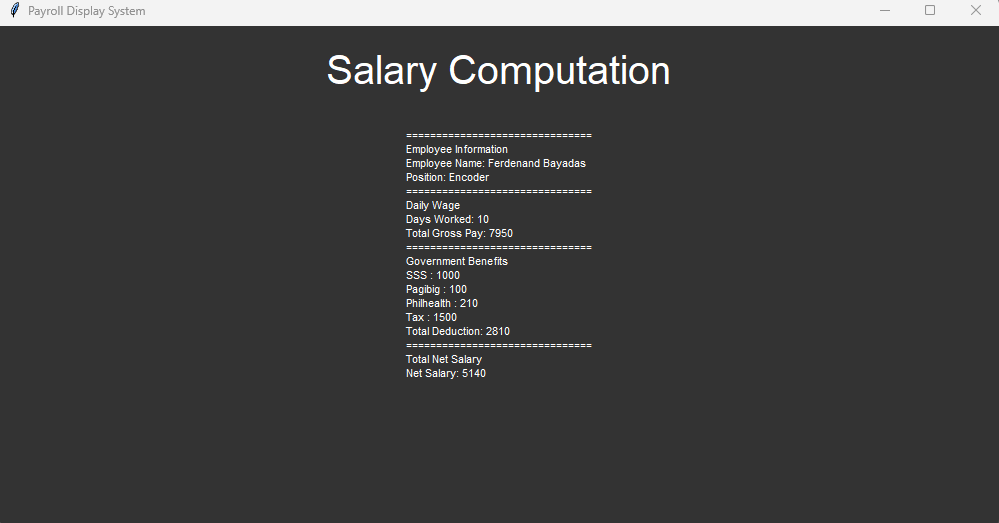 Payroll Display System
Salary Computation
===============================
Employee Information
Employee Name: Ferdenand Bayadas
Position: Encoder
===============================
Daily Wage
Days Worked: 10
Total Gross Pay: 7950
===============================
Government Benefits
SSS : 1000
Pagibig : 100
Philhealth : 210
Tax : 1500
Total Deduction: 2810
===============================
Total Net Salary
Net Salary: 5140